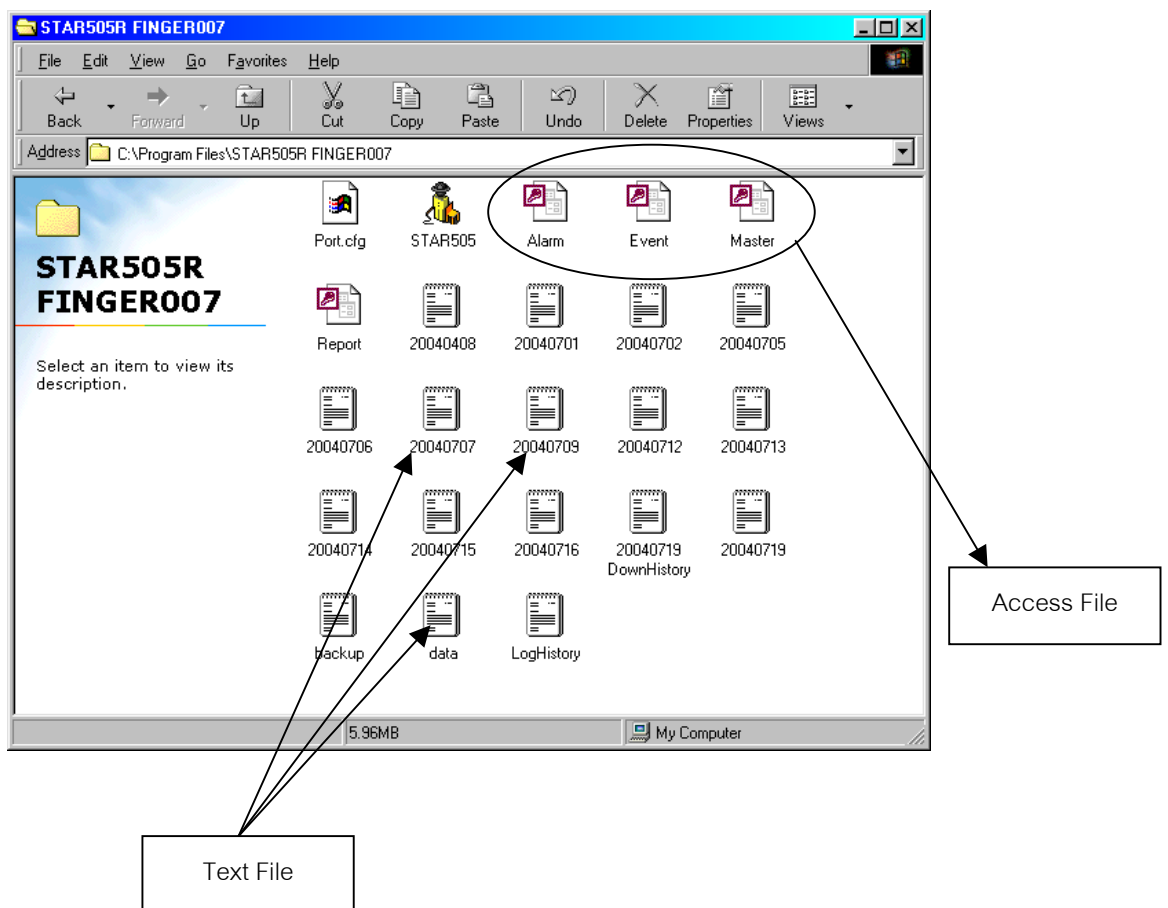 STAR505R FINGER007
File Edit View Go Favorites Help
Back Forward Up Cut Copy Paste Undo Delete Properties Views
Address C:\Program Files\STAR505R FINGER007
STAR505R
FINGER007
Select an item to view its
description.
Port.cfg STAR505 Alarm Event Master
Report 20040408 20040701 20040702 20040705
20040706 20040707 20040709 20040712 20040713
20040714 20040715 20040716 20040719 20040719
DownHistory
backup data LogHistory
Access File
5.96MB My Computer
Text File